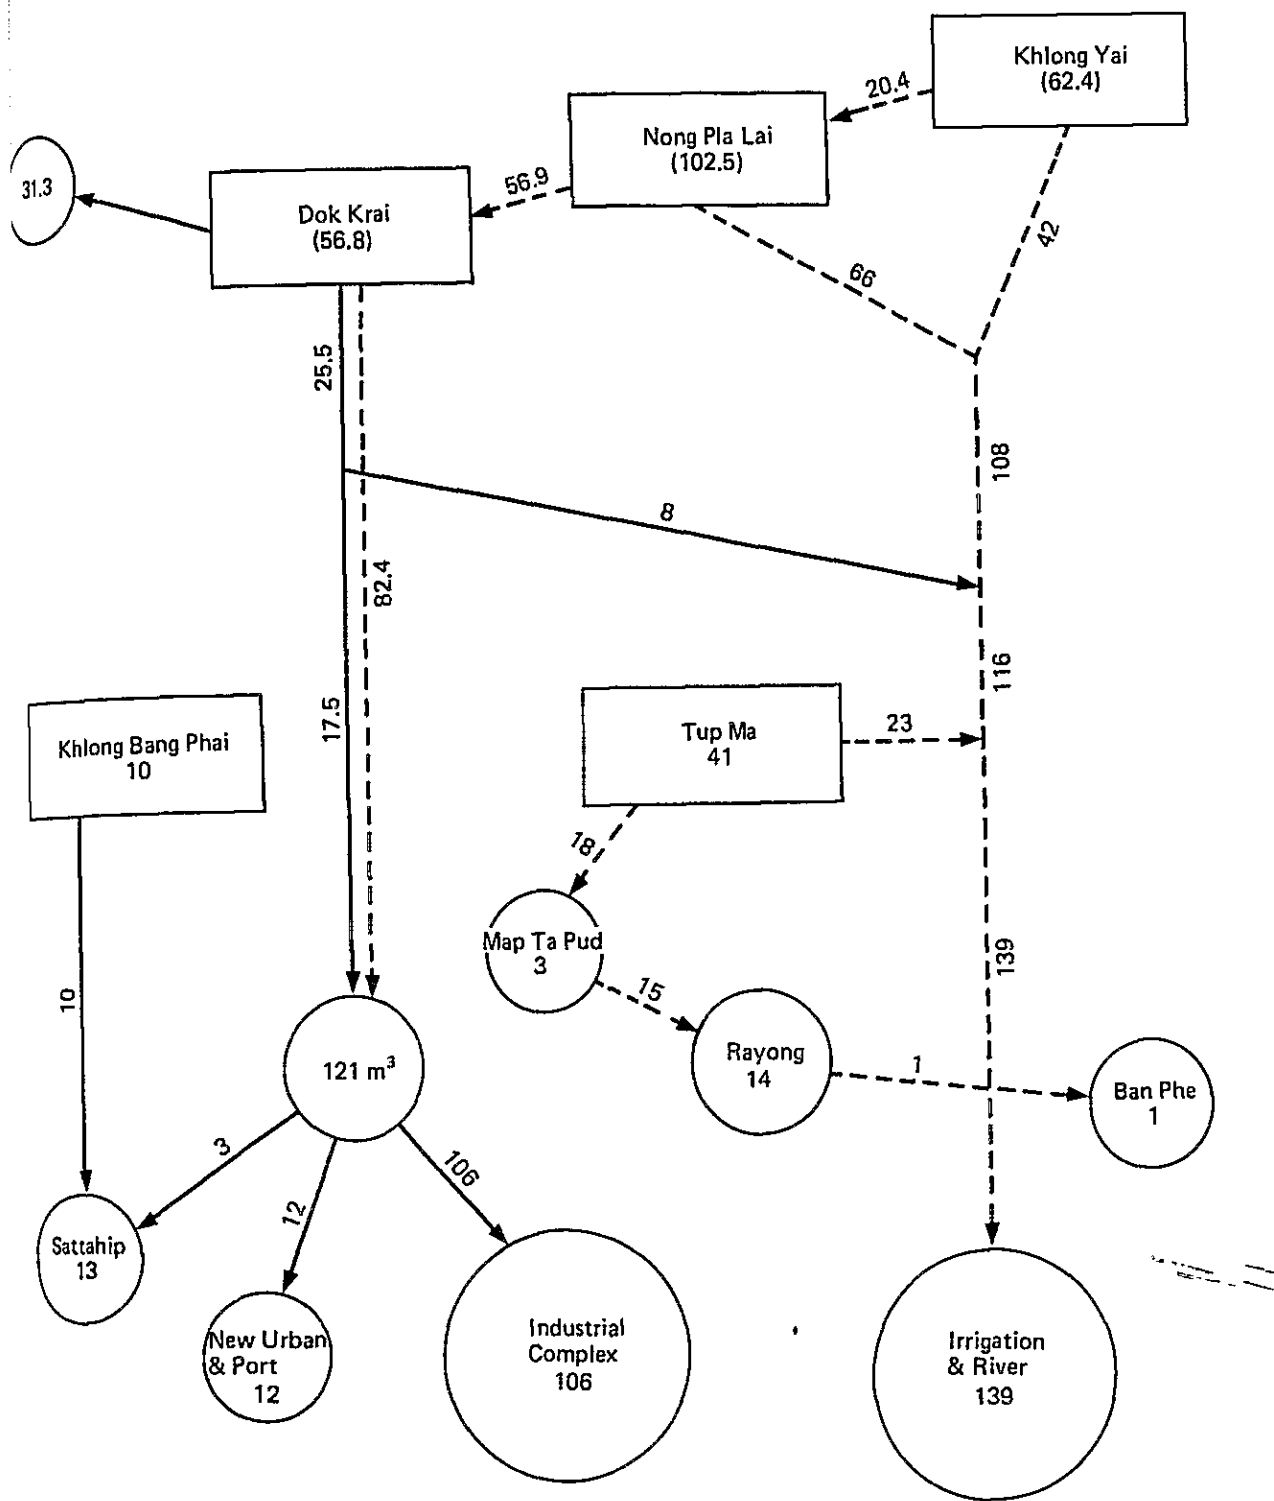 Khlong Yai
(62.4)
20.4
Nong Pla Lai
(102.5)
56.9
31.3
Dok Krai
(56.8)
42
66
25.5
108
8
82.4
116
17.5
Khlong Bang Phai
10
Tup Ma
41
23
18
Map Ta Pud
3
139
10
15
Rayong
14
1
Ban Phe
1
121 m³
3
12
106
Sattahip
13
New Urban
& Port
12
Industrial
Complex
106
Irrigation
& River
139